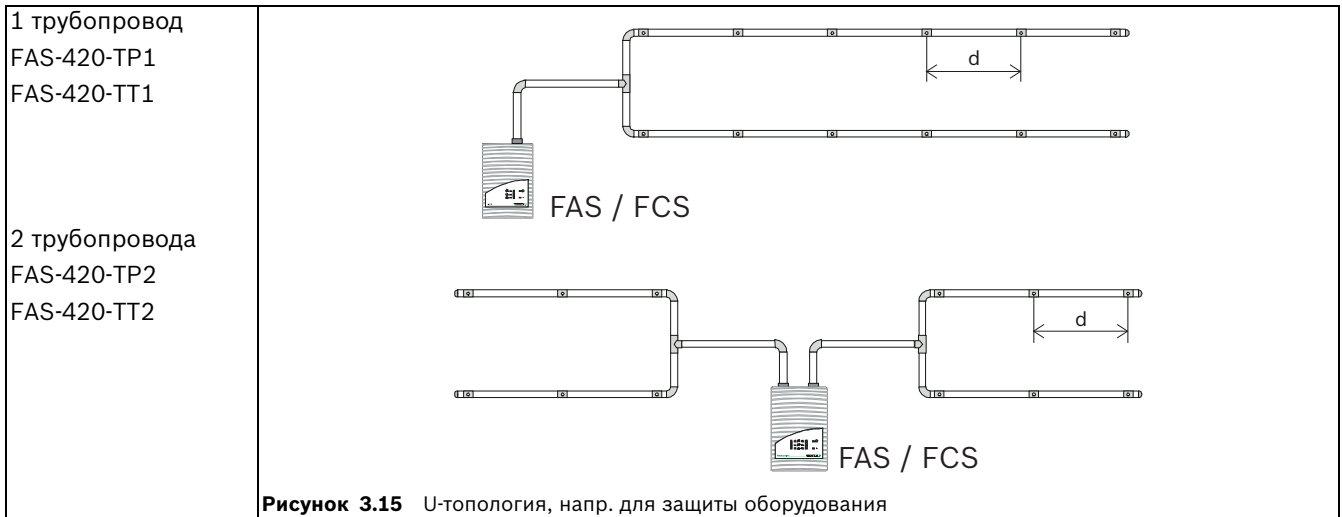 1 трубопровод
FAS-420-TP1
FAS-420-TT1
d
FAS / FCS
2 трубопровода
FAS-420-TP2
FAS-420-TT2
d
FAS / FCS
Рисунок 3.15 U-топология, напр. для защиты оборудования